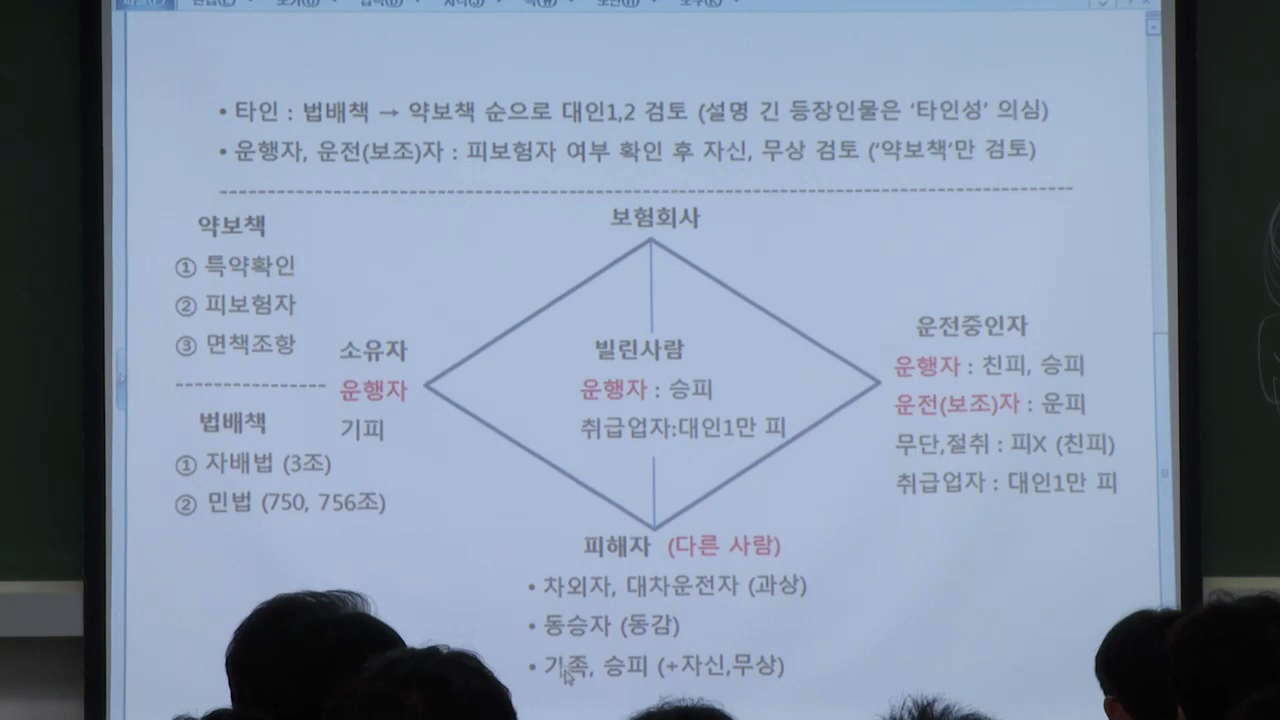 • 타인 : 법배책 → 약보책 순으로 대인1,2 검토 (설명 긴 등장인물은 '타인성' 의심)
• 운행자, 운전(보조)자 : 피보험자 여부 확인 후 자신, 무상 검토 ('약보책'만 검토)
보험회사
약보책
① 특약확인
② 피보험자
③ 면책조항
법배책
① 자배법 (3조)
② 민법 (750, 756조)
소유자
운행자
기피
빌린사람
운행자 : 승피
취급업자:대인1만 피
운전중인자
운행자 : 친피, 승피
운전(보조)자 : 운피
무단,절취 : 피X (친피)
취급업자 : 대인1만 피
피해자 (다른 사람)
• 차외자, 대차운전자 (과상)
• 동승자 (동감)
• 가족, 승피 (+자신,무상)